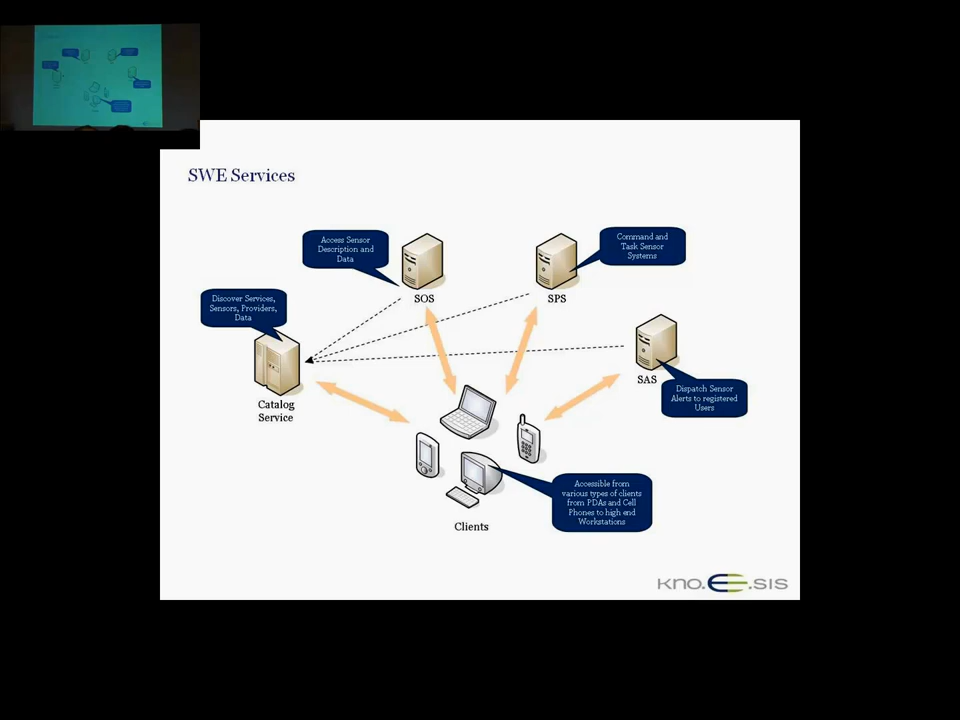 SWE Services
Access Sensor
Description and
Data
Command and
Task Sensor
Systems
SOS
SPS
Discover Services,
Sensors, Providers,
Data
SAS
Dispatch Sensor
Alerts to registered
Users
Catalog
Service
Accessible from
various types of clients
from PDAs and Cell
Phones to high end
Workstations
Clients
kno.e.sis